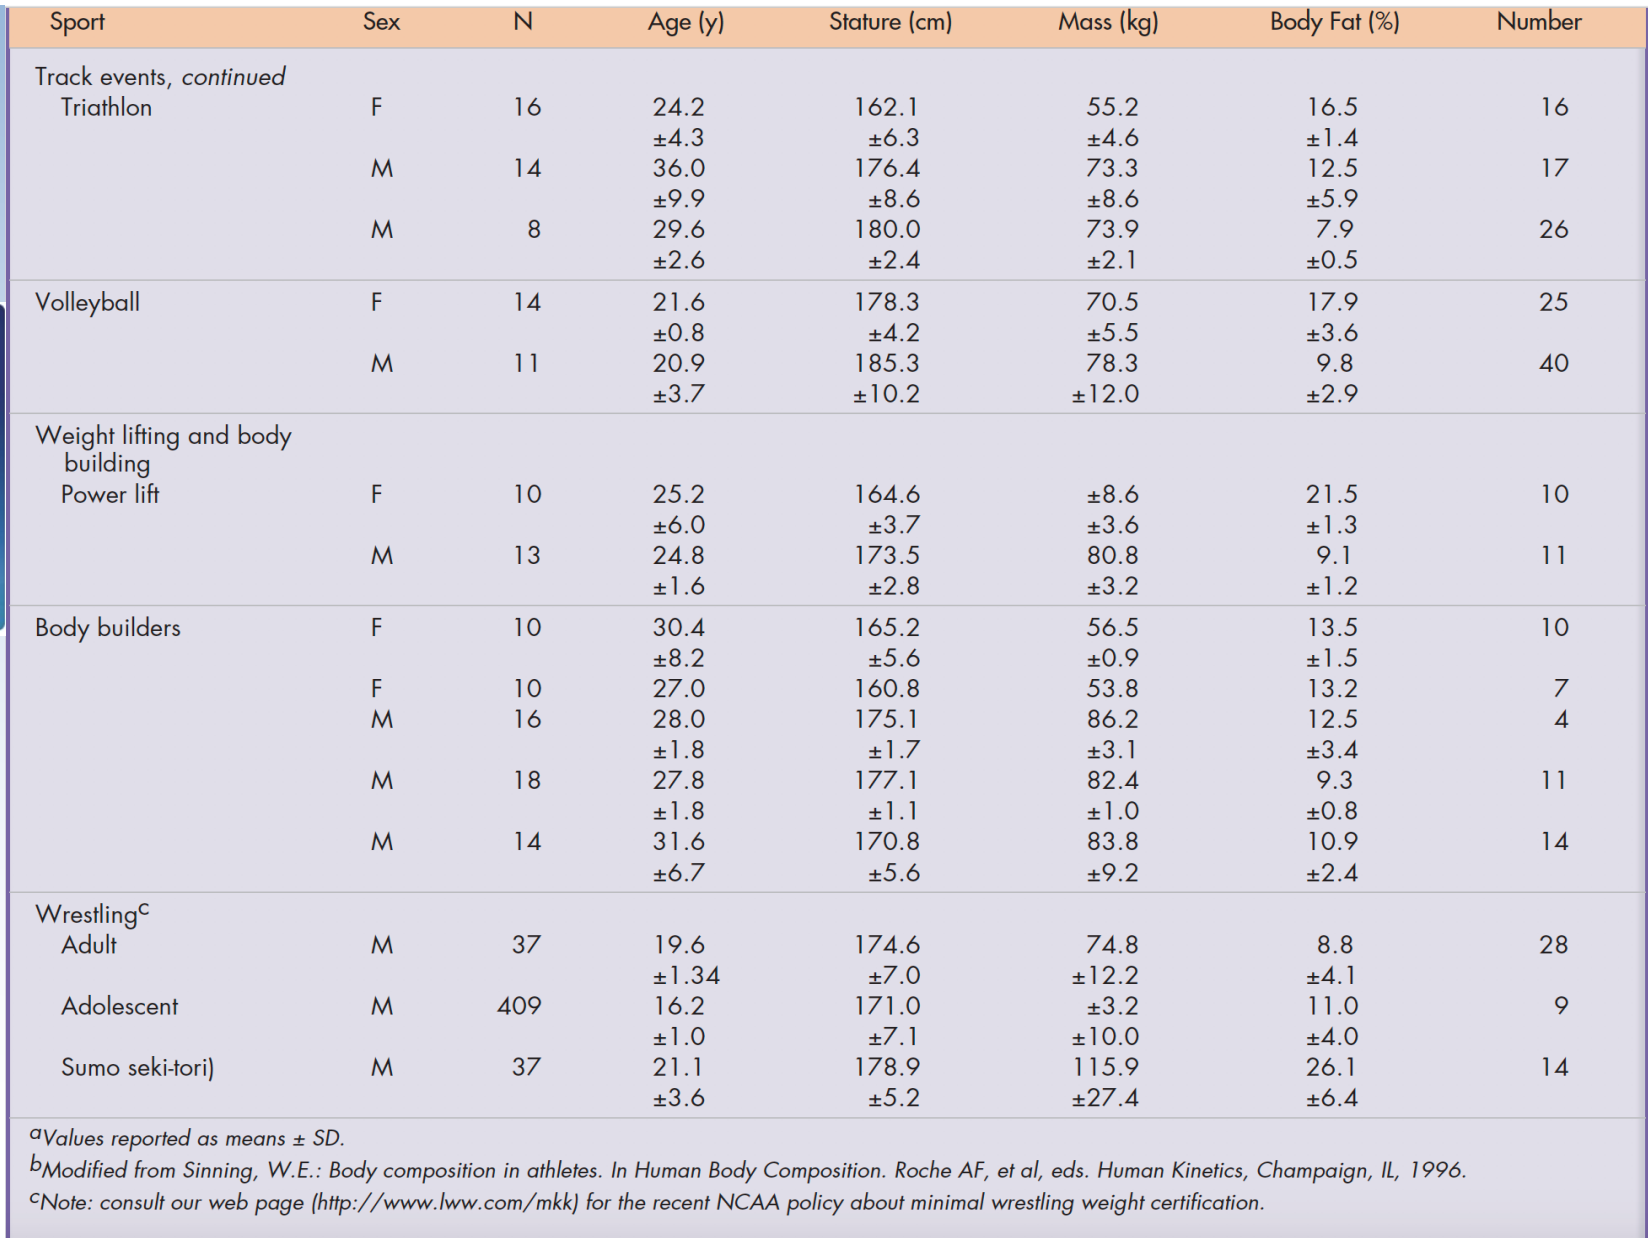 Sport Sex N Age (y) Stature (cm) Mass (kg) Body Fat (%) Number
Track events, continued
Triathlon F 16 24.2 162.1 55.2 16.5 16
±4.3 ±6.3 ±4.6 ±1.4
M 14 36.0 176.4 73.3 12.5 17
±9.9 ±8.6 ±8.6 ±5.9
M 8 29.6 180.0 73.9 7.9 26
±2.6 ±2.4 ±2.1 ±0.5
Volleyball F 14 21.6 178.3 70.5 17.9 25
±0.8 ±4.2 ±5.5 ±3.6
M 11 20.9 185.3 78.3 9.8 40
±3.7 ±10.2 ±12.0 ±2.9
Weight lifting and body
building
Power lift F 10 25.2 164.6 ±8.6 21.5 10
±6.0 ±3.7 ±3.6 ±1.3
M 13 24.8 173.5 80.8 9.1 11
±1.6 ±2.8 ±3.2 ±1.2
Body builders F 10 30.4 165.2 56.5 13.5 10
±8.2 ±5.6 ±0.9 ±1.5
F 10 27.0 160.8 53.8 13.2 7
M 16 28.0 175.1 86.2 12.5 4
±1.8 ±1.7 ±3.1 ±3.4
M 18 27.8 177.1 82.4 9.3 11
±1.8 ±1.1 ±1.0 ±0.8
M 14 31.6 170.8 83.8 10.9 14
±6.7 ±5.6 ±9.2 ±2.4
Wrestlingc
Adult M 37 19.6 174.6 74.8 8.8 28
±1.34 ±7.0 ±12.2 ±4.1
Adolescent M 409 16.2 171.0 ±3.2 11.0 9
±1.0 ±7.1 ±10.0 ±4.0
Sumo seki-tori) M 37 21.1 178.9 115.9 26.1 14
±3.6 ±5.2 ±27.4 ±6.4
aValues reported as means ± SD.
bModified from Sinning, W.E.: Body composition in athletes. In Human Body Composition. Roche AF, et al, eds. Human Kinetics, Champaign, IL, 1996.
cNote: consult our web page (http://www.lww.com/mkk) for the recent NCAA policy about minimal wrestling weight certification.